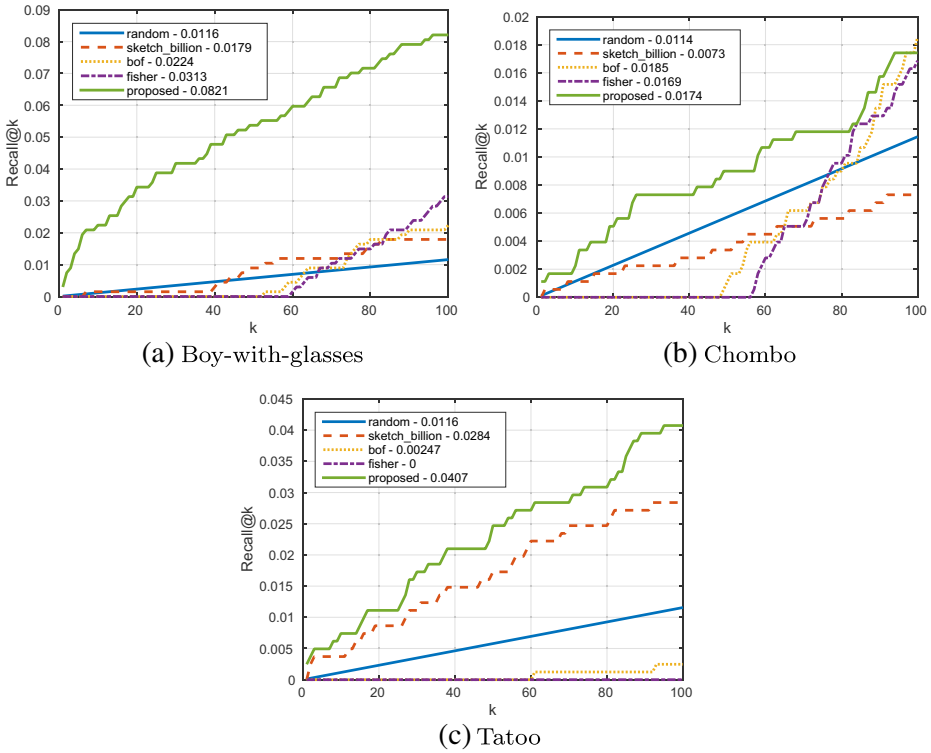 0.09
0.08
0.07
0.06
0.05
0.04
0.03
0.02
0.01
0
Recall@k
random - 0.0116
sketch_billion - 0.0179
bof - 0.0224
fisher - 0.0313
proposed - 0.0821
0 20 40 60 80 100
k
(a) Boy-with-glasses
0.02
0.018
0.016
0.014
0.012
0.01
0.008
0.006
0.004
0.002
0
Recall@k
random - 0.0114
sketch_billion - 0.0073
bof - 0.0185
fisher - 0.0169
proposed - 0.0174
0 20 40 60 80 100
k
(b) Chombo
0.045
0.04
0.035
0.03
0.025
0.02
0.015
0.01
0.005
0
Recall@k
random - 0.0116
sketch_billion - 0.0284
bof - 0.00247
fisher - 0
proposed - 0.0407
0 20 40 60 80 100
k
(c) Tatoo